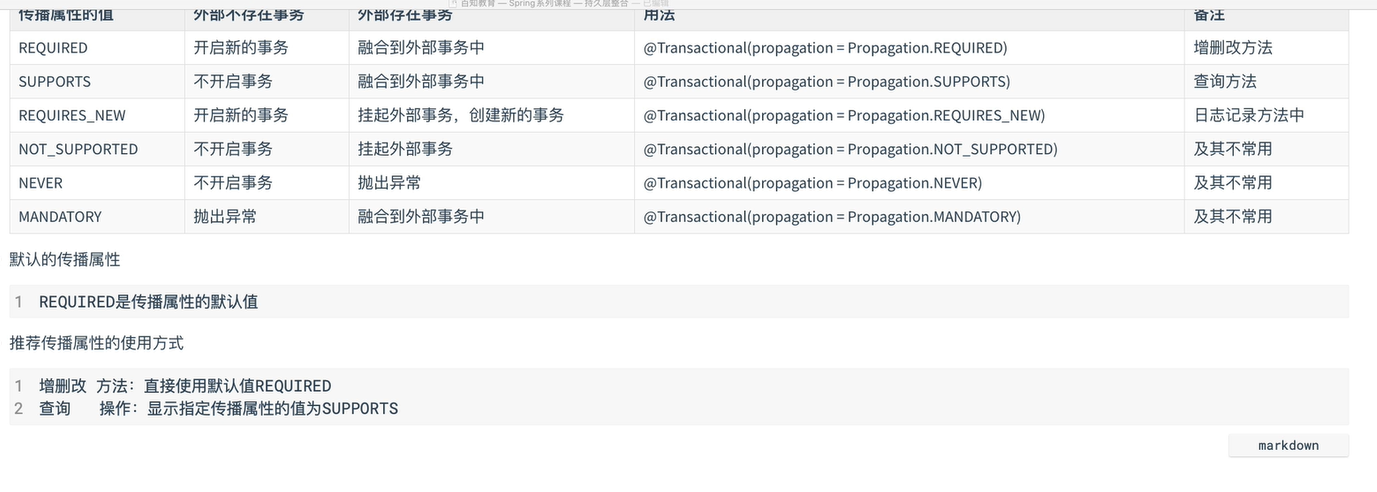 百知教育 — Spring系列课程 — 持久层整合 — 已编辑
传播属性的值 外部不存在事务 外部存在事务 用法 备注
REQUIRED 开启新的事务 融合到外部事务中 @Transactional(propagation = Propagation.REQUIRED) 增删改方法
SUPPORTS 不开启事务 融合到外部事务中 @Transactional(propagation = Propagation.SUPPORTS) 查询方法
REQUIRES_NEW 开启新的事务 挂起外部事务，创建新的事务 @Transactional(propagation = Propagation.REQUIRES_NEW) 日志记录方法中
NOT_SUPPORTED 不开启事务 挂起外部事务 @Transactional(propagation = Propagation.NOT_SUPPORTED) 及其不常用
NEVER 不开启事务 抛出异常 @Transactional(propagation = Propagation.NEVER) 及其不常用
MANDATORY 抛出异常 融合到外部事务中 @Transactional(propagation = Propagation.MANDATORY) 及其不常用
默认的传播属性
1 REQUIRED是传播属性的默认值
推荐传播属性的使用方式
1 增删改 方法：直接使用默认值REQUIRED
2 查询 操作：显示指定传播属性的值为SUPPORTS
markdown